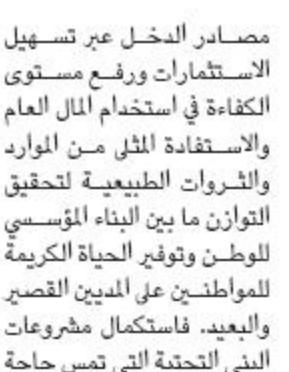 مصادر الدخل عبر تسهيل
الاستثمارات ورفع مستوى
الكفاءة في استخدام المال العام
والاستفادة المثلى من الموارد
والثروات الطبيعية لتحقيق
التوازن ما بين البناء المؤسسي
للوطن وتوفير الحياة الكريمة
للمواطنين على المديين القصير
والبعيد. فاستكمال مشروعات
البنى التحتية التي تمس حاجة